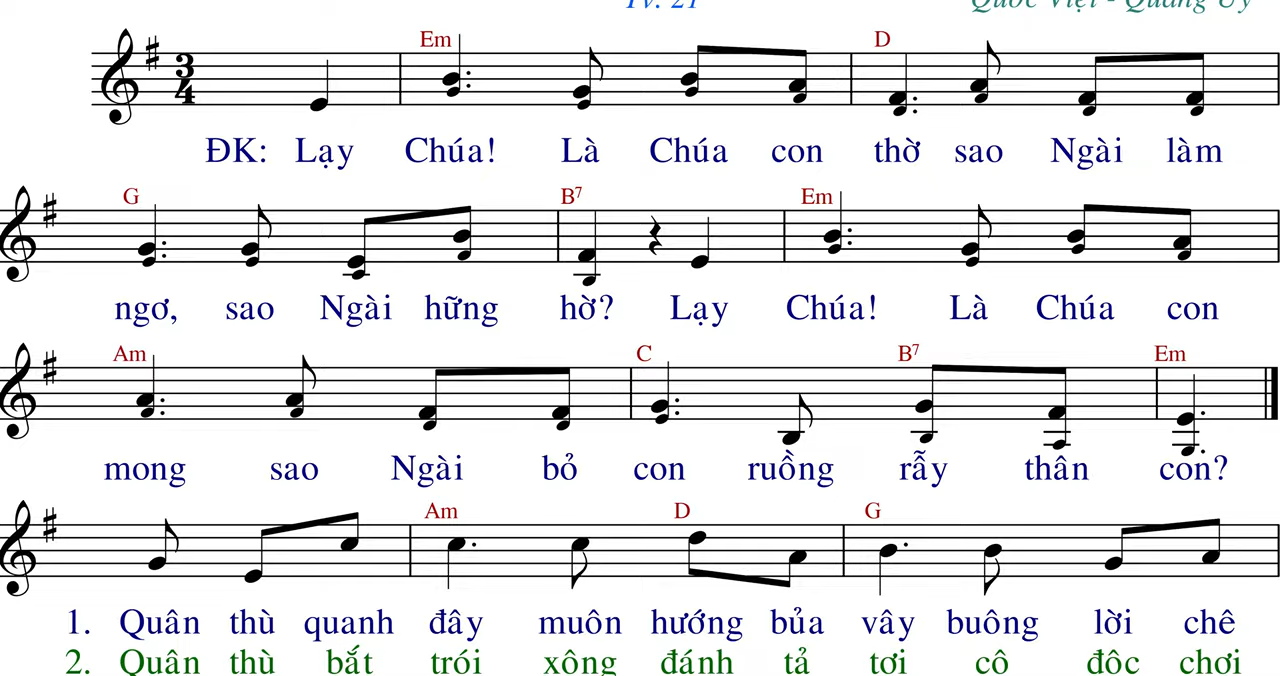 Tv. 21 Quốc Việt - Quang Uy
3 4 Em D
ĐK: Lạy Chúa! Là Chúa con thờ sao Ngài làm
G B7 Em
ngơ, sao Ngài hững hờ? Lạy Chúa! Là Chúa con
Am C B7 Em
mong sao Ngài bỏ con ruồng rẫy thân con?
Am D G
1. Quân thù quanh đây muôn hướng bủa vây buông lời chê
2. Quân thù bắt trói xông đánh tả tơi cô độc chơi